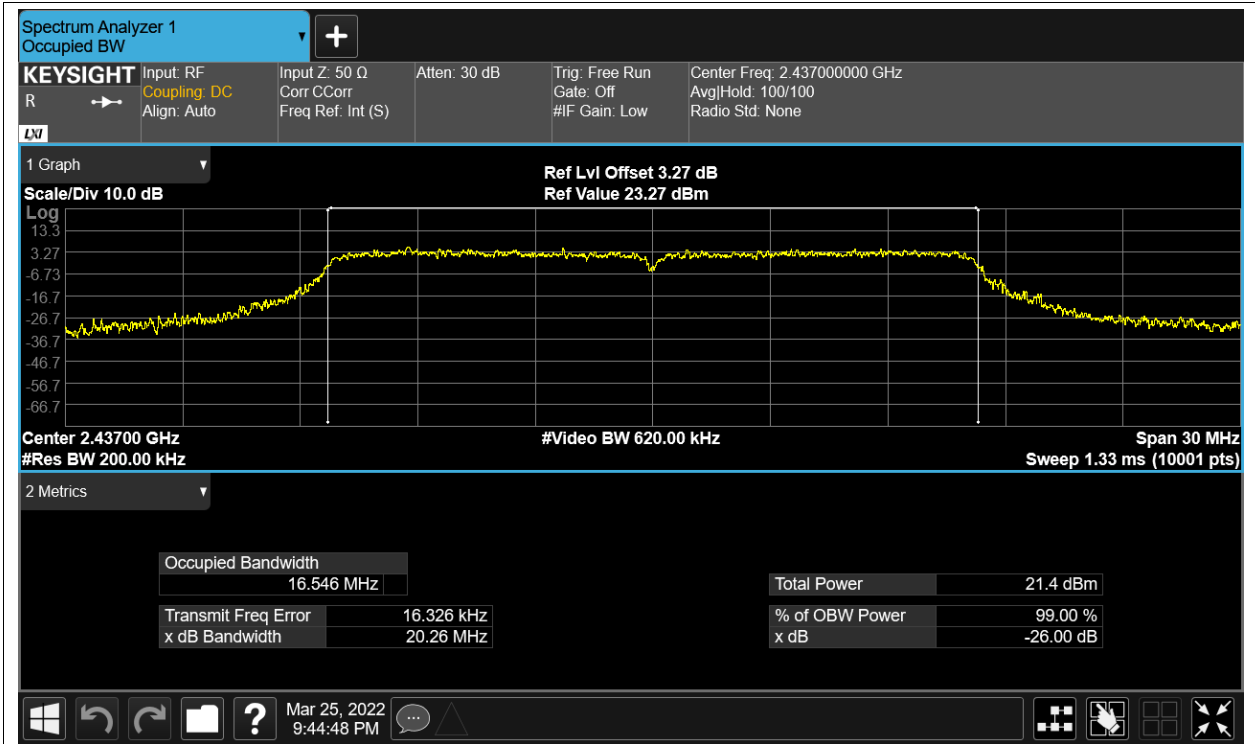 Spectrum Analyzer 1
Occupied BW
KEYSIGHT
R
LXI
Input: RF
Coupling: DC
Align: Auto
Input Z: 50 Ω
Corr CCorr
Freq Ref: Int (S)
Atten: 30 dB
Trig: Free Run
Gate: Off
#IF Gain: Low
Center Freq: 2.437000000 GHz
Avg|Hold: 100/100
Radio Std: None
1 Graph
Scale/Div 10.0 dB
Ref Lvl Offset 3.27 dB
Ref Value 23.27 dBm
Log
13.3
3.27
-6.73
-16.7
-26.7
-36.7
-46.7
-56.7
-66.7
Center 2.43700 GHz
#Video BW 620.00 kHz
Span 30 MHz
#Res BW 200.00 kHz
Sweep 1.33 ms (10001 pts)
2 Metrics
Occupied Bandwidth
16.546 MHz
Transmit Freq Error 16.326 kHz
x dB Bandwidth 20.26 MHz
Total Power 21.4 dBm
% of OBW Power 99.00 %
x dB -26.00 dB
?
Mar 25, 2022
9:44:48 PM